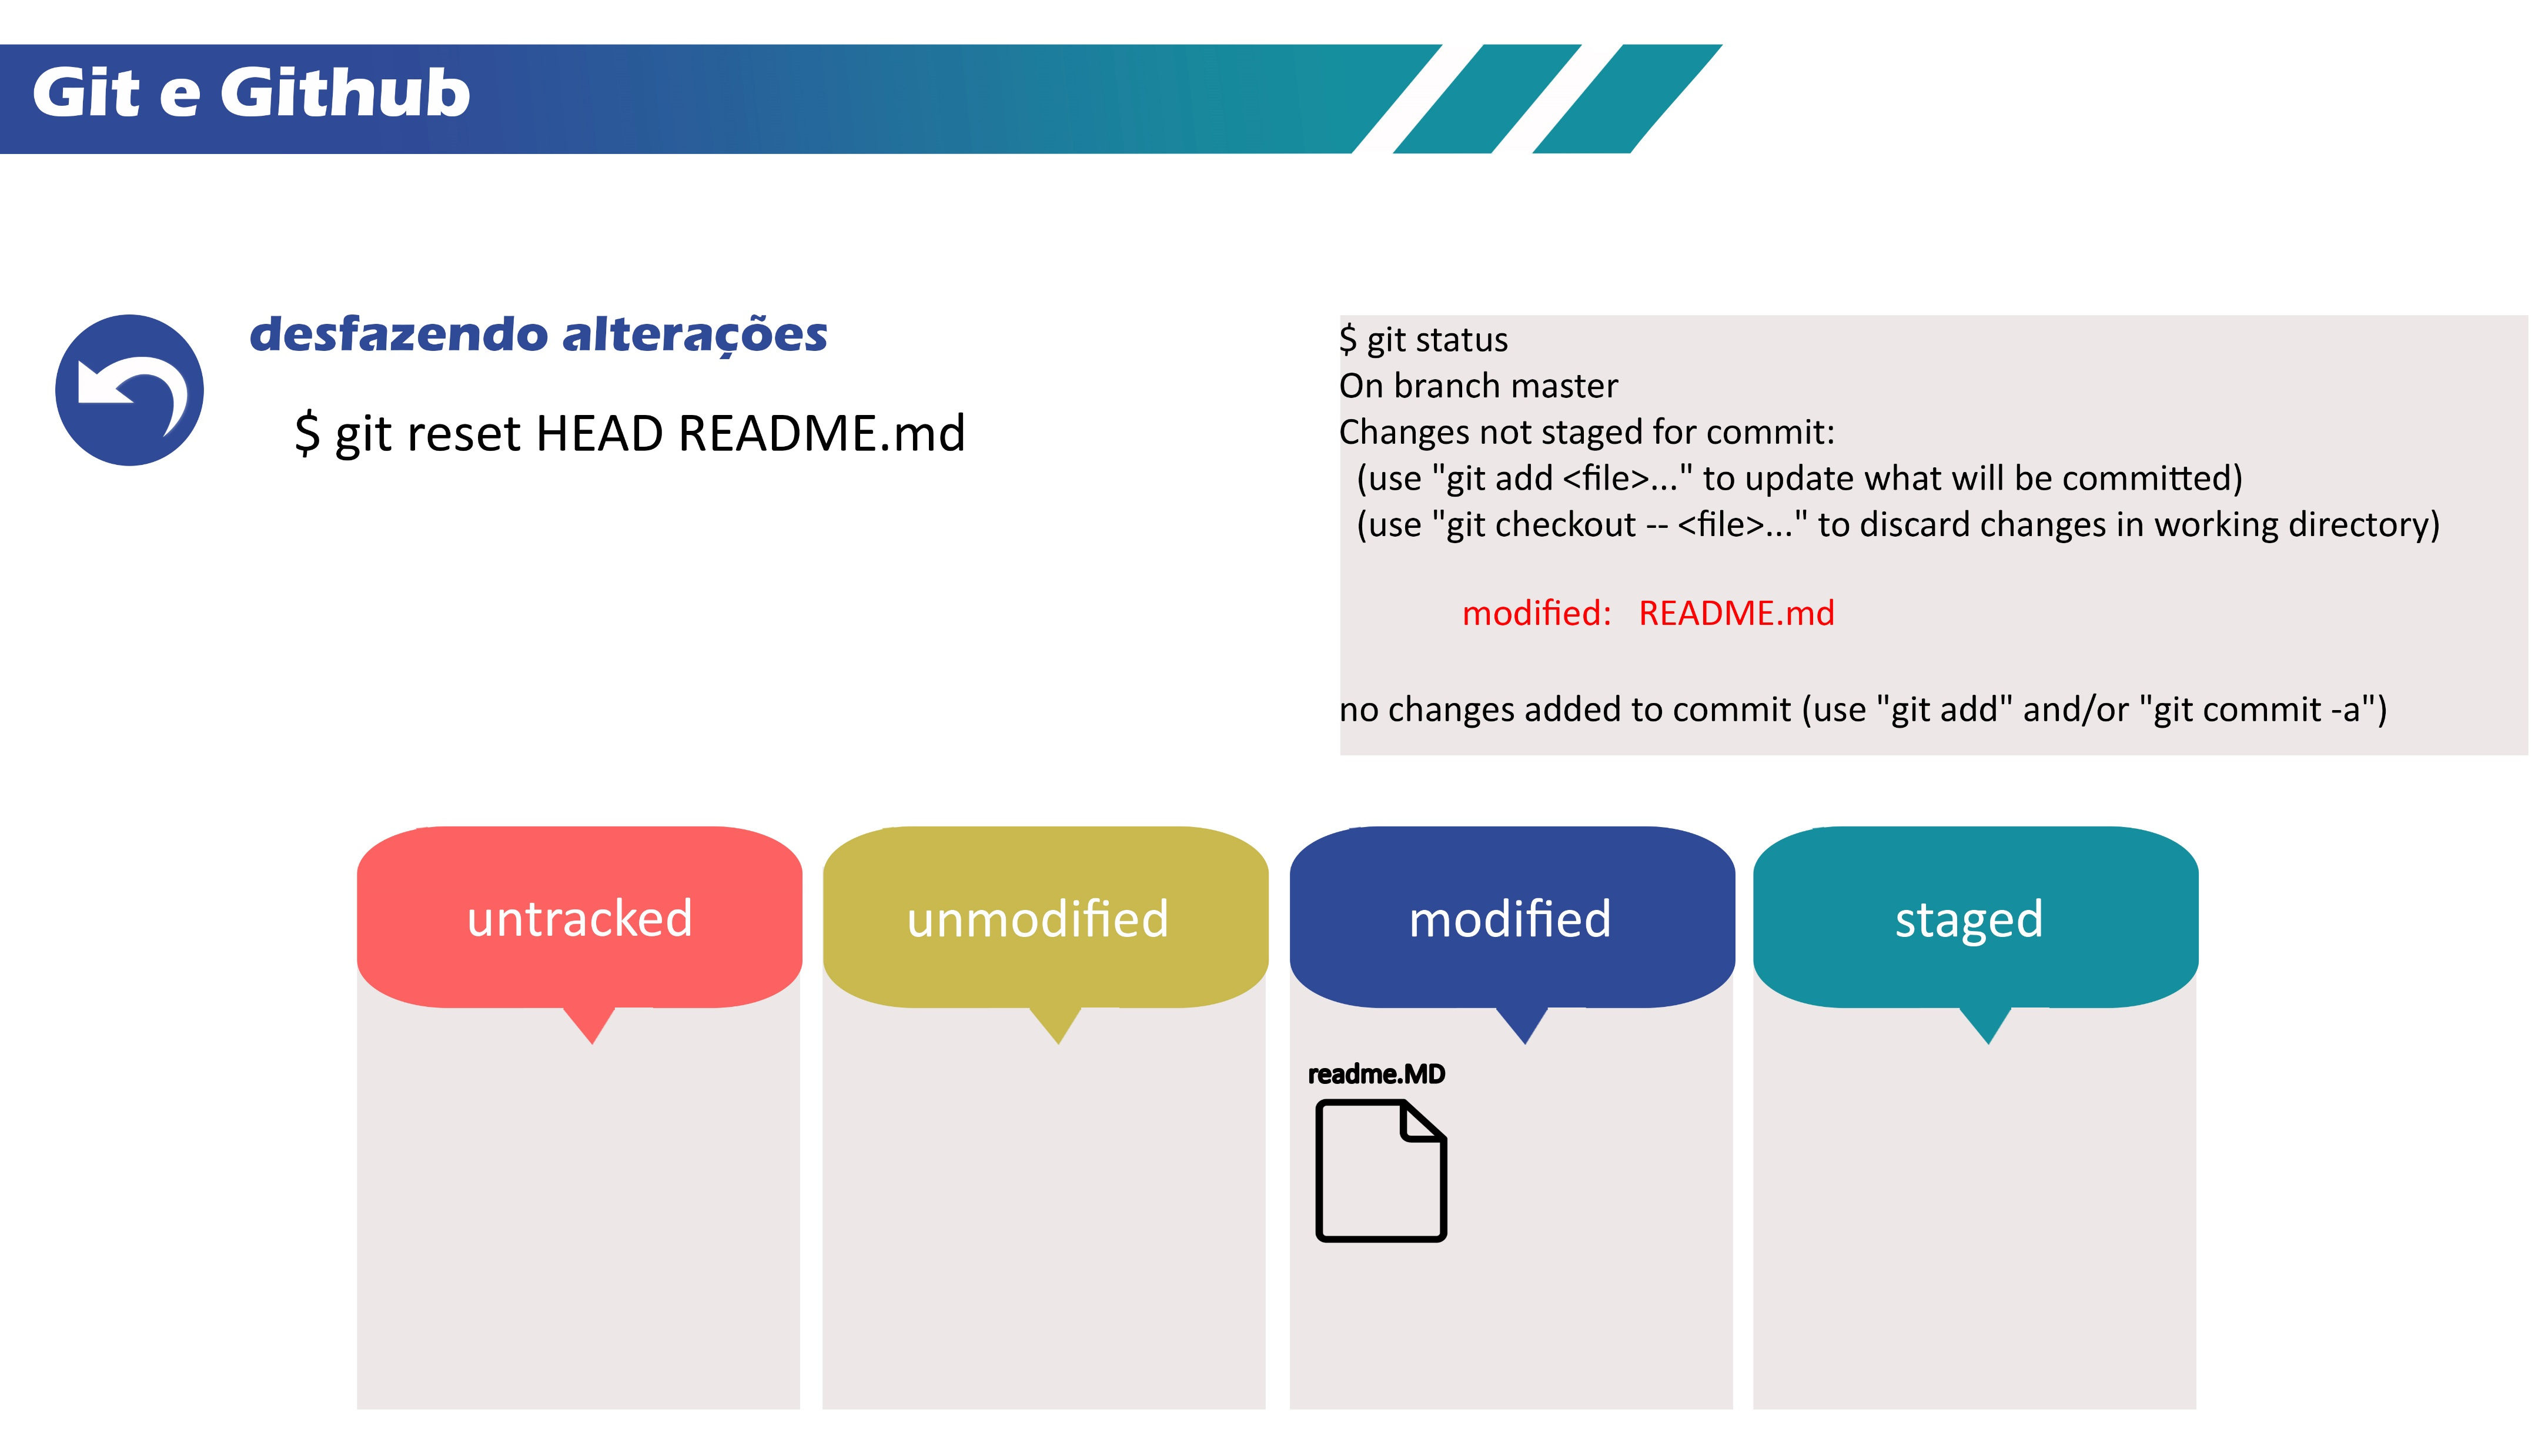 Git e Github
desfazendo alterações
$ git reset HEAD README.md
$ git status
On branch master
Changes not staged for commit:
(use "git add <file>..." to update what will be committed)
(use "git checkout -- <file>..." to discard changes in working directory)
modified: README.md
no changes added to commit (use "git add" and/or "git commit -a")
untracked
unmodified
modified
staged
readme.MD